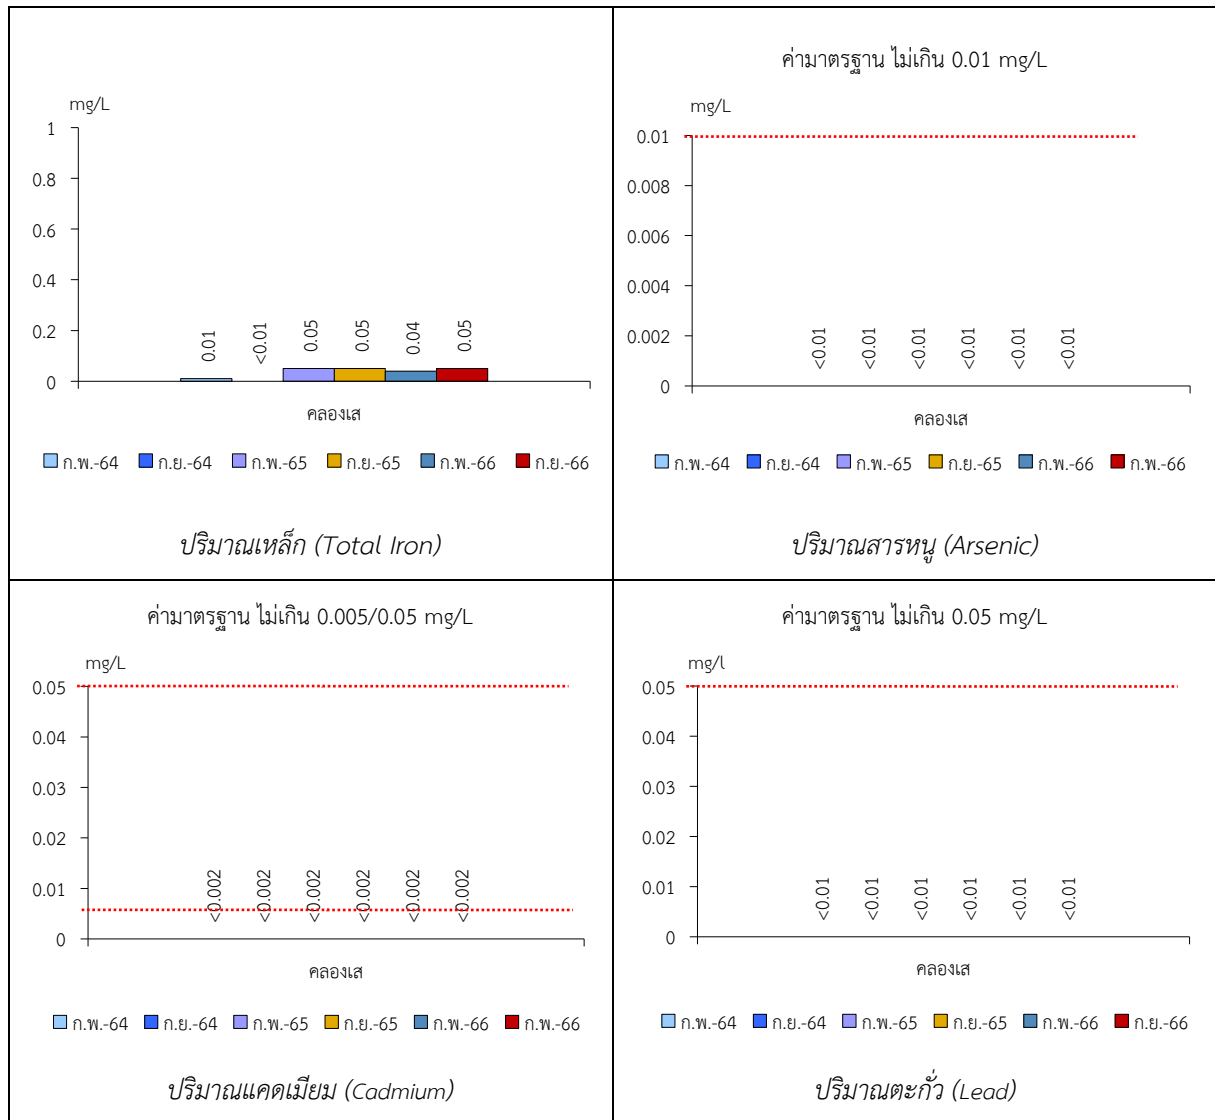 mg/L
1
0.8
0.6
0.4
0.2
0
0.01 <0.01 0.05 0.05 0.04 0.05
คลองเส
ก.พ.-64 ก.ย.-64 ก.พ.-65 ก.ย.-65 ก.พ.-66 ก.ย.-66
ปริมาณเหล็ก (Total Iron)
ค่ามาตรฐาน ไม่เกิน 0.01 mg/L
mg/L
0.01
0.008
0.006
0.004
0.002
0
<0.01 <0.01 <0.01 <0.01 <0.01 <0.01
คลองเส
ก.พ.-64 ก.ย.-64 ก.พ.-65 ก.ย.-65 ก.พ.-66 ก.พ.-66
ปริมาณสารหนู (Arsenic)
ค่ามาตรฐาน ไม่เกิน 0.005/0.05 mg/L
mg/L
0.05
0.04
0.03
0.02
0.01
0
<0.002 <0.002 <0.002 <0.002 <0.002 <0.002
คลองเส
ก.พ.-64 ก.ย.-64 ก.พ.-65 ก.ย.-65 ก.พ.-66 ก.พ.-66
ปริมาณแคดเมียม (Cadmium)
ค่ามาตรฐาน ไม่เกิน 0.05 mg/L
mg/l
0.05
0.04
0.03
0.02
0.01
0
<0.01 <0.01 <0.01 <0.01 <0.01 <0.01
คลองเส
ก.พ.-64 ก.ย.-64 ก.พ.-65 ก.ย.-65 ก.พ.-66 ก.ย.-66
ปริมาณตะกั่ว (Lead)